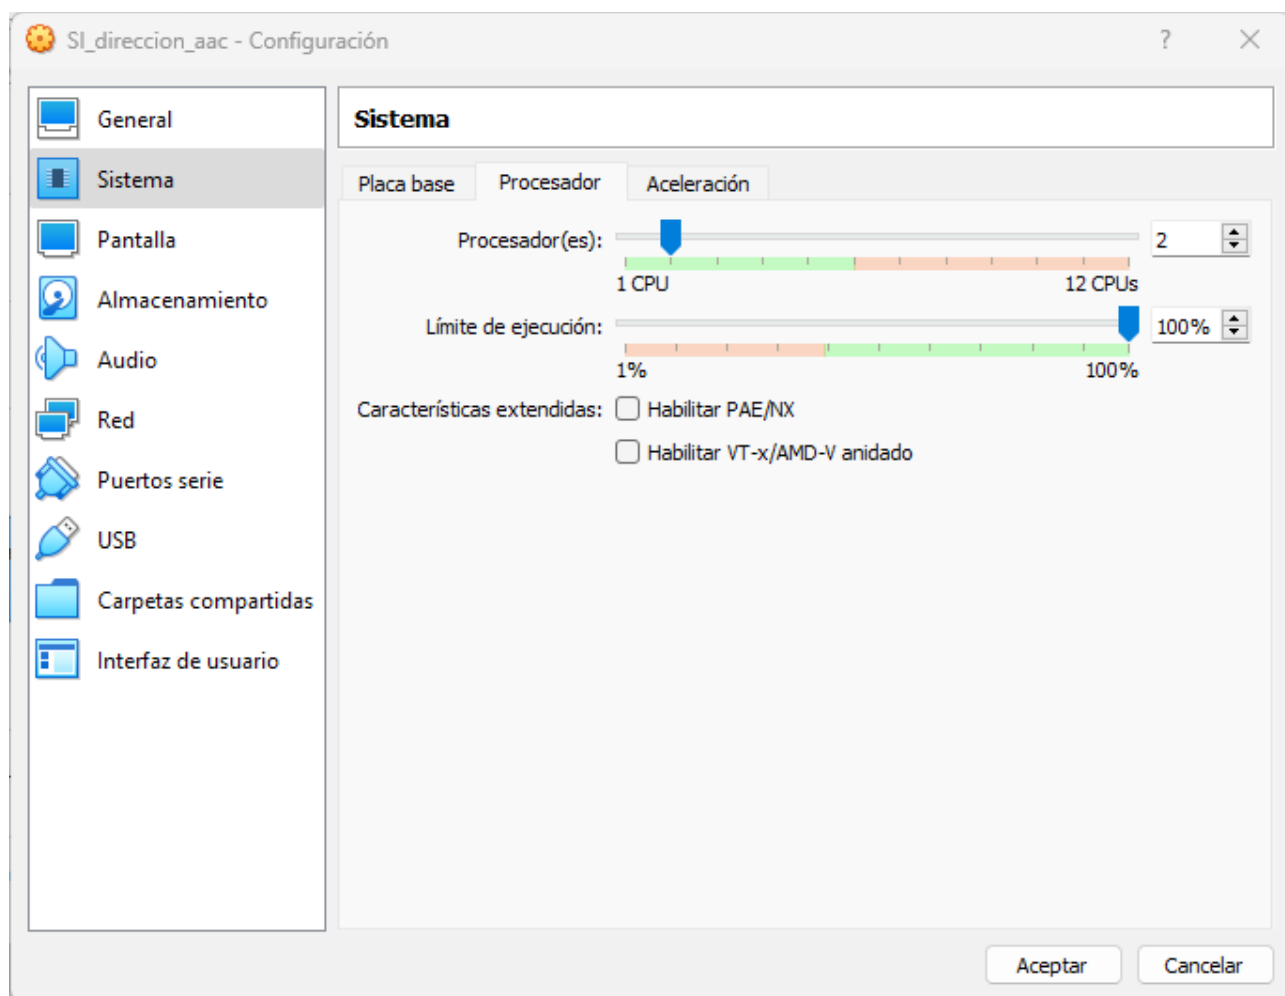 SI_direccion_aac - Configuración
?
General
Sistema
Pantalla
Almacenamiento
Audio
Red
Puertos serie
USB
Carpetas compartidas
Interfaz de usuario
Sistema
Placa base Procesador Aceleración
Procesador(es): 2
1 CPU 12 CPUs
Límite de ejecución: 100%
1% 100%
Características extendidas: Habilitar PAE/NX
Habilitar VT-x/AMD-V anidado
Aceptar Cancelar